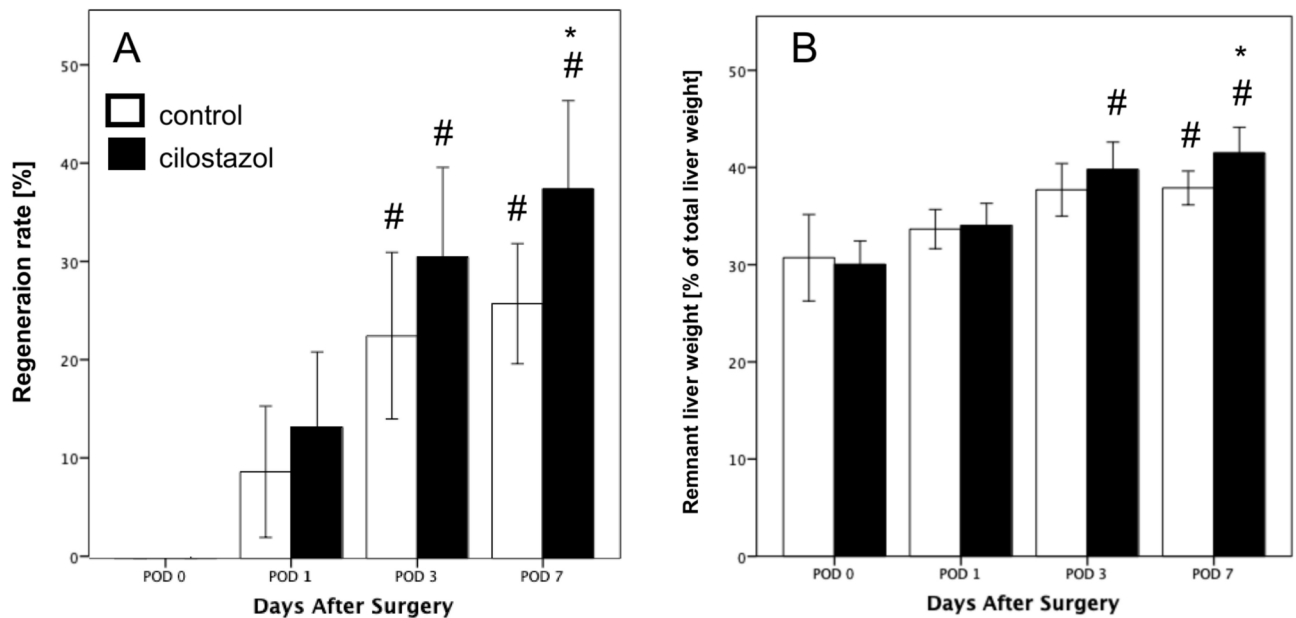 A
control
cilostazol
Regeneraion rate [%]
50
40
30
20
10
0
#
#
#
*
#
POD 0 POD 1 POD 3 POD 7
Days After Surgery
B
Remnant liver weight [% of total liver weight]
50
40
30
20
10
0
#
#
*
#
POD 0 POD 1 POD 3 POD 7
Days After Surgery